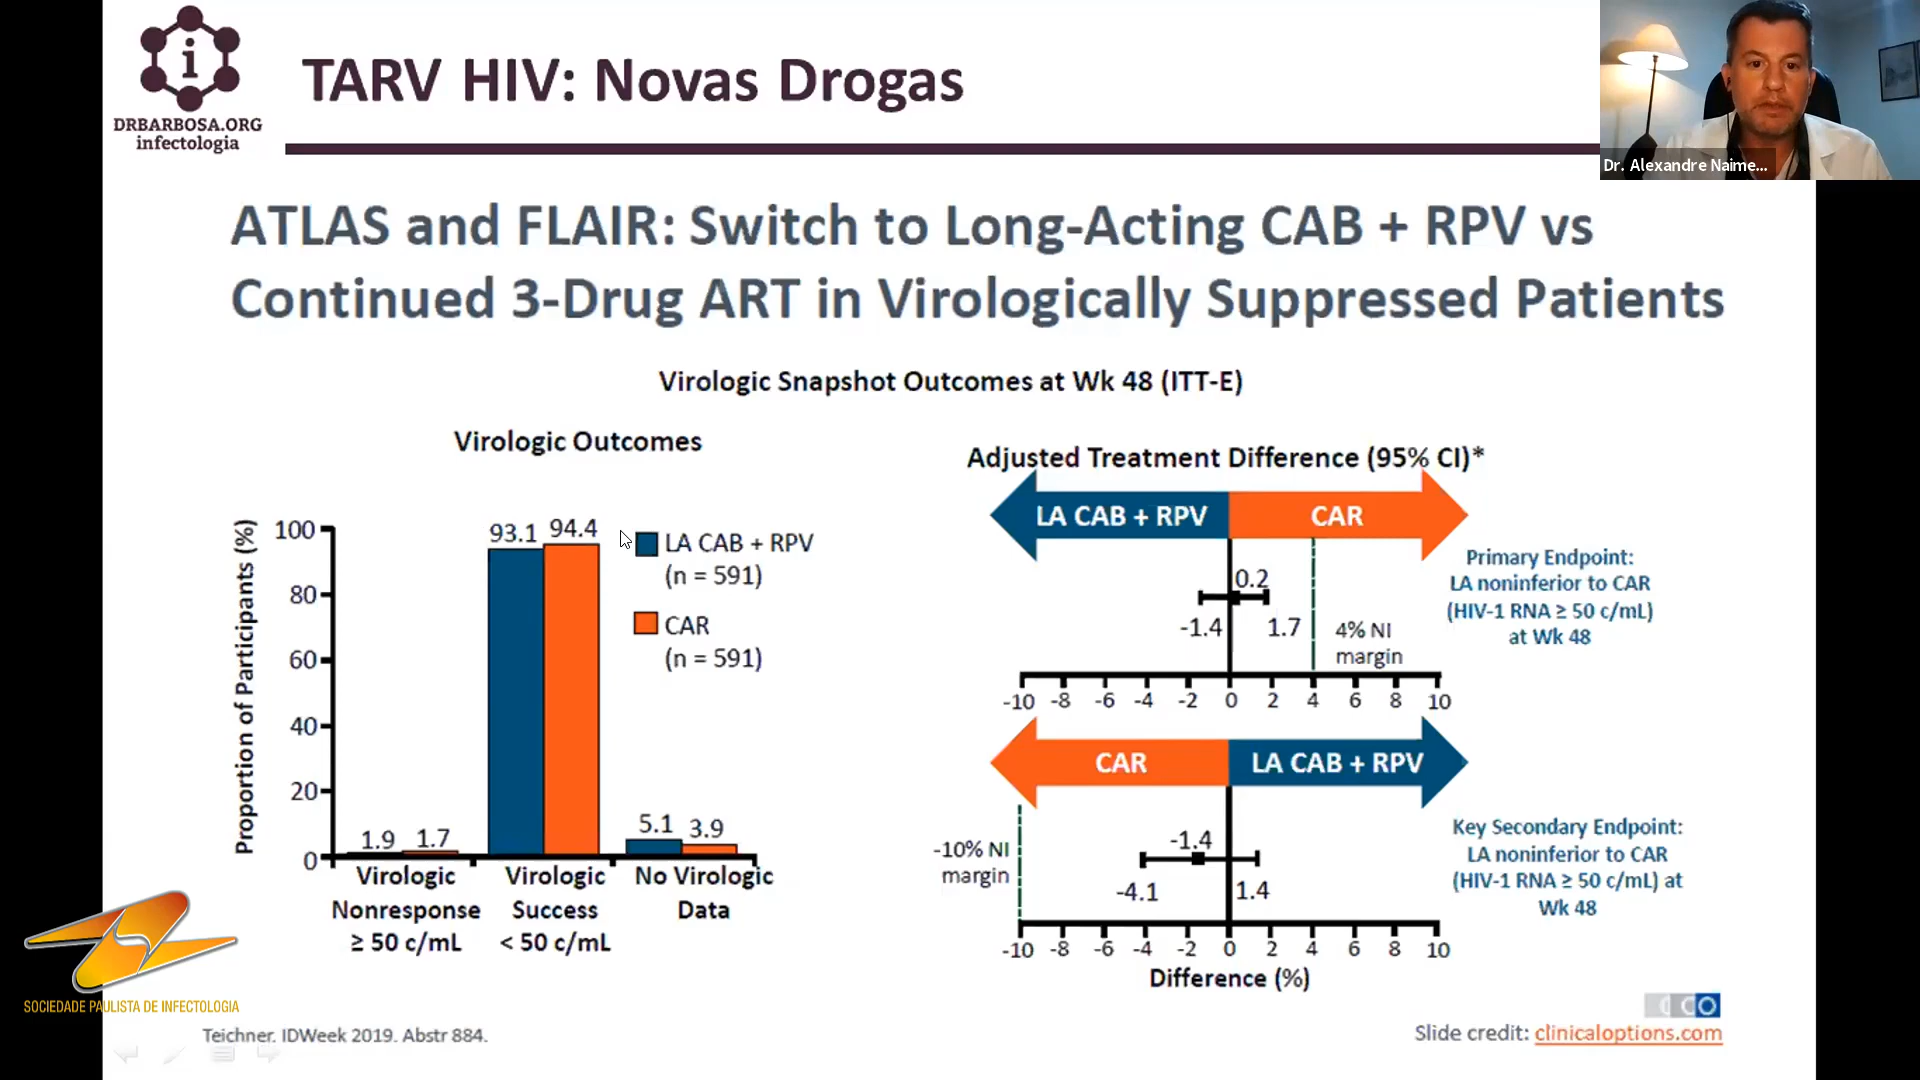 i
DRBARBOSA.ORG
infectologia
TARV HIV: Novas Drogas
Dr. Alexandre Naime...
ATLAS and FLAIR: Switch to Long-Acting CAB + RPV vs
Continued 3-Drug ART in Virologically Suppressed Patients
Virologic Snapshot Outcomes at Wk 48 (ITT-E)
Virologic Outcomes
Proportion of Participants (%)
100
80
60
40
20
0
93.1
94.4
1.9
1.7
5.1
3.9
LA CAB + RPV
(n = 591)
CAR
(n = 591)
Virologic
Nonresponse
≥ 50 c/mL
Virologic
Success
< 50 c/mL
No Virologic
Data
Adjusted Treatment Difference (95% CI)*
LA CAB + RPV
CAR
0.2
-1.4
1.7
4% NI
margin
-10 -8 -6 -4 -2 0 2 4 6 8 10
Primary Endpoint:
LA noninferior to CAR
(HIV-1 RNA ≥ 50 c/mL)
at Wk 48
CAR
LA CAB + RPV
-10% NI
margin
-1.4
-4.1
1.4
-10 -8 -6 -4 -2 0 2 4 6 8 10
Difference (%)
Key Secondary Endpoint:
LA noninferior to CAR
(HIV-1 RNA ≥ 50 c/mL) at
Wk 48
SOCIEDADE PAULISTA DE INFECTOLOGIA
Teichner. IDWeek 2019. Abstr 884.
CCO
Slide credit: clinicaloptions.com